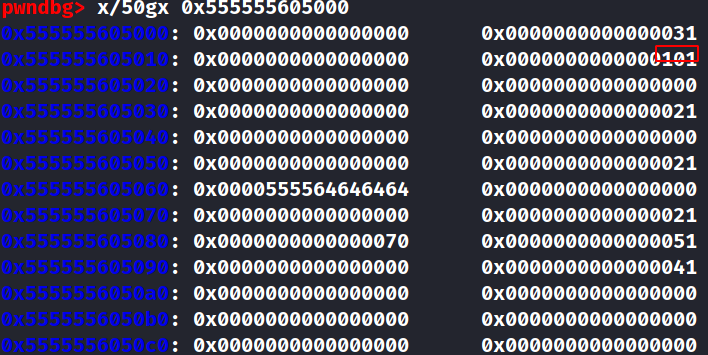 pwndbg> x/50gx 0x555555605000
0x555555605000: 0x0000000000000000 0x0000000000000031
0x555555605010: 0x0000000000000000 0x0000000000000101
0x555555605020: 0x0000000000000000 0x0000000000000000
0x555555605030: 0x0000000000000000 0x0000000000000021
0x555555605040: 0x0000000000000000 0x0000000000000000
0x555555605050: 0x0000000000000000 0x0000000000000021
0x555555605060: 0x0000555564646464 0x0000000000000000
0x555555605070: 0x0000000000000000 0x0000000000000021
0x555555605080: 0x0000000000000070 0x0000000000000051
0x555555605090: 0x0000000000000000 0x0000000000000041
0x5555556050a0: 0x0000000000000000 0x0000000000000000
0x5555556050b0: 0x0000000000000000 0x0000000000000000
0x5555556050c0: 0x0000000000000000 0x0000000000000000